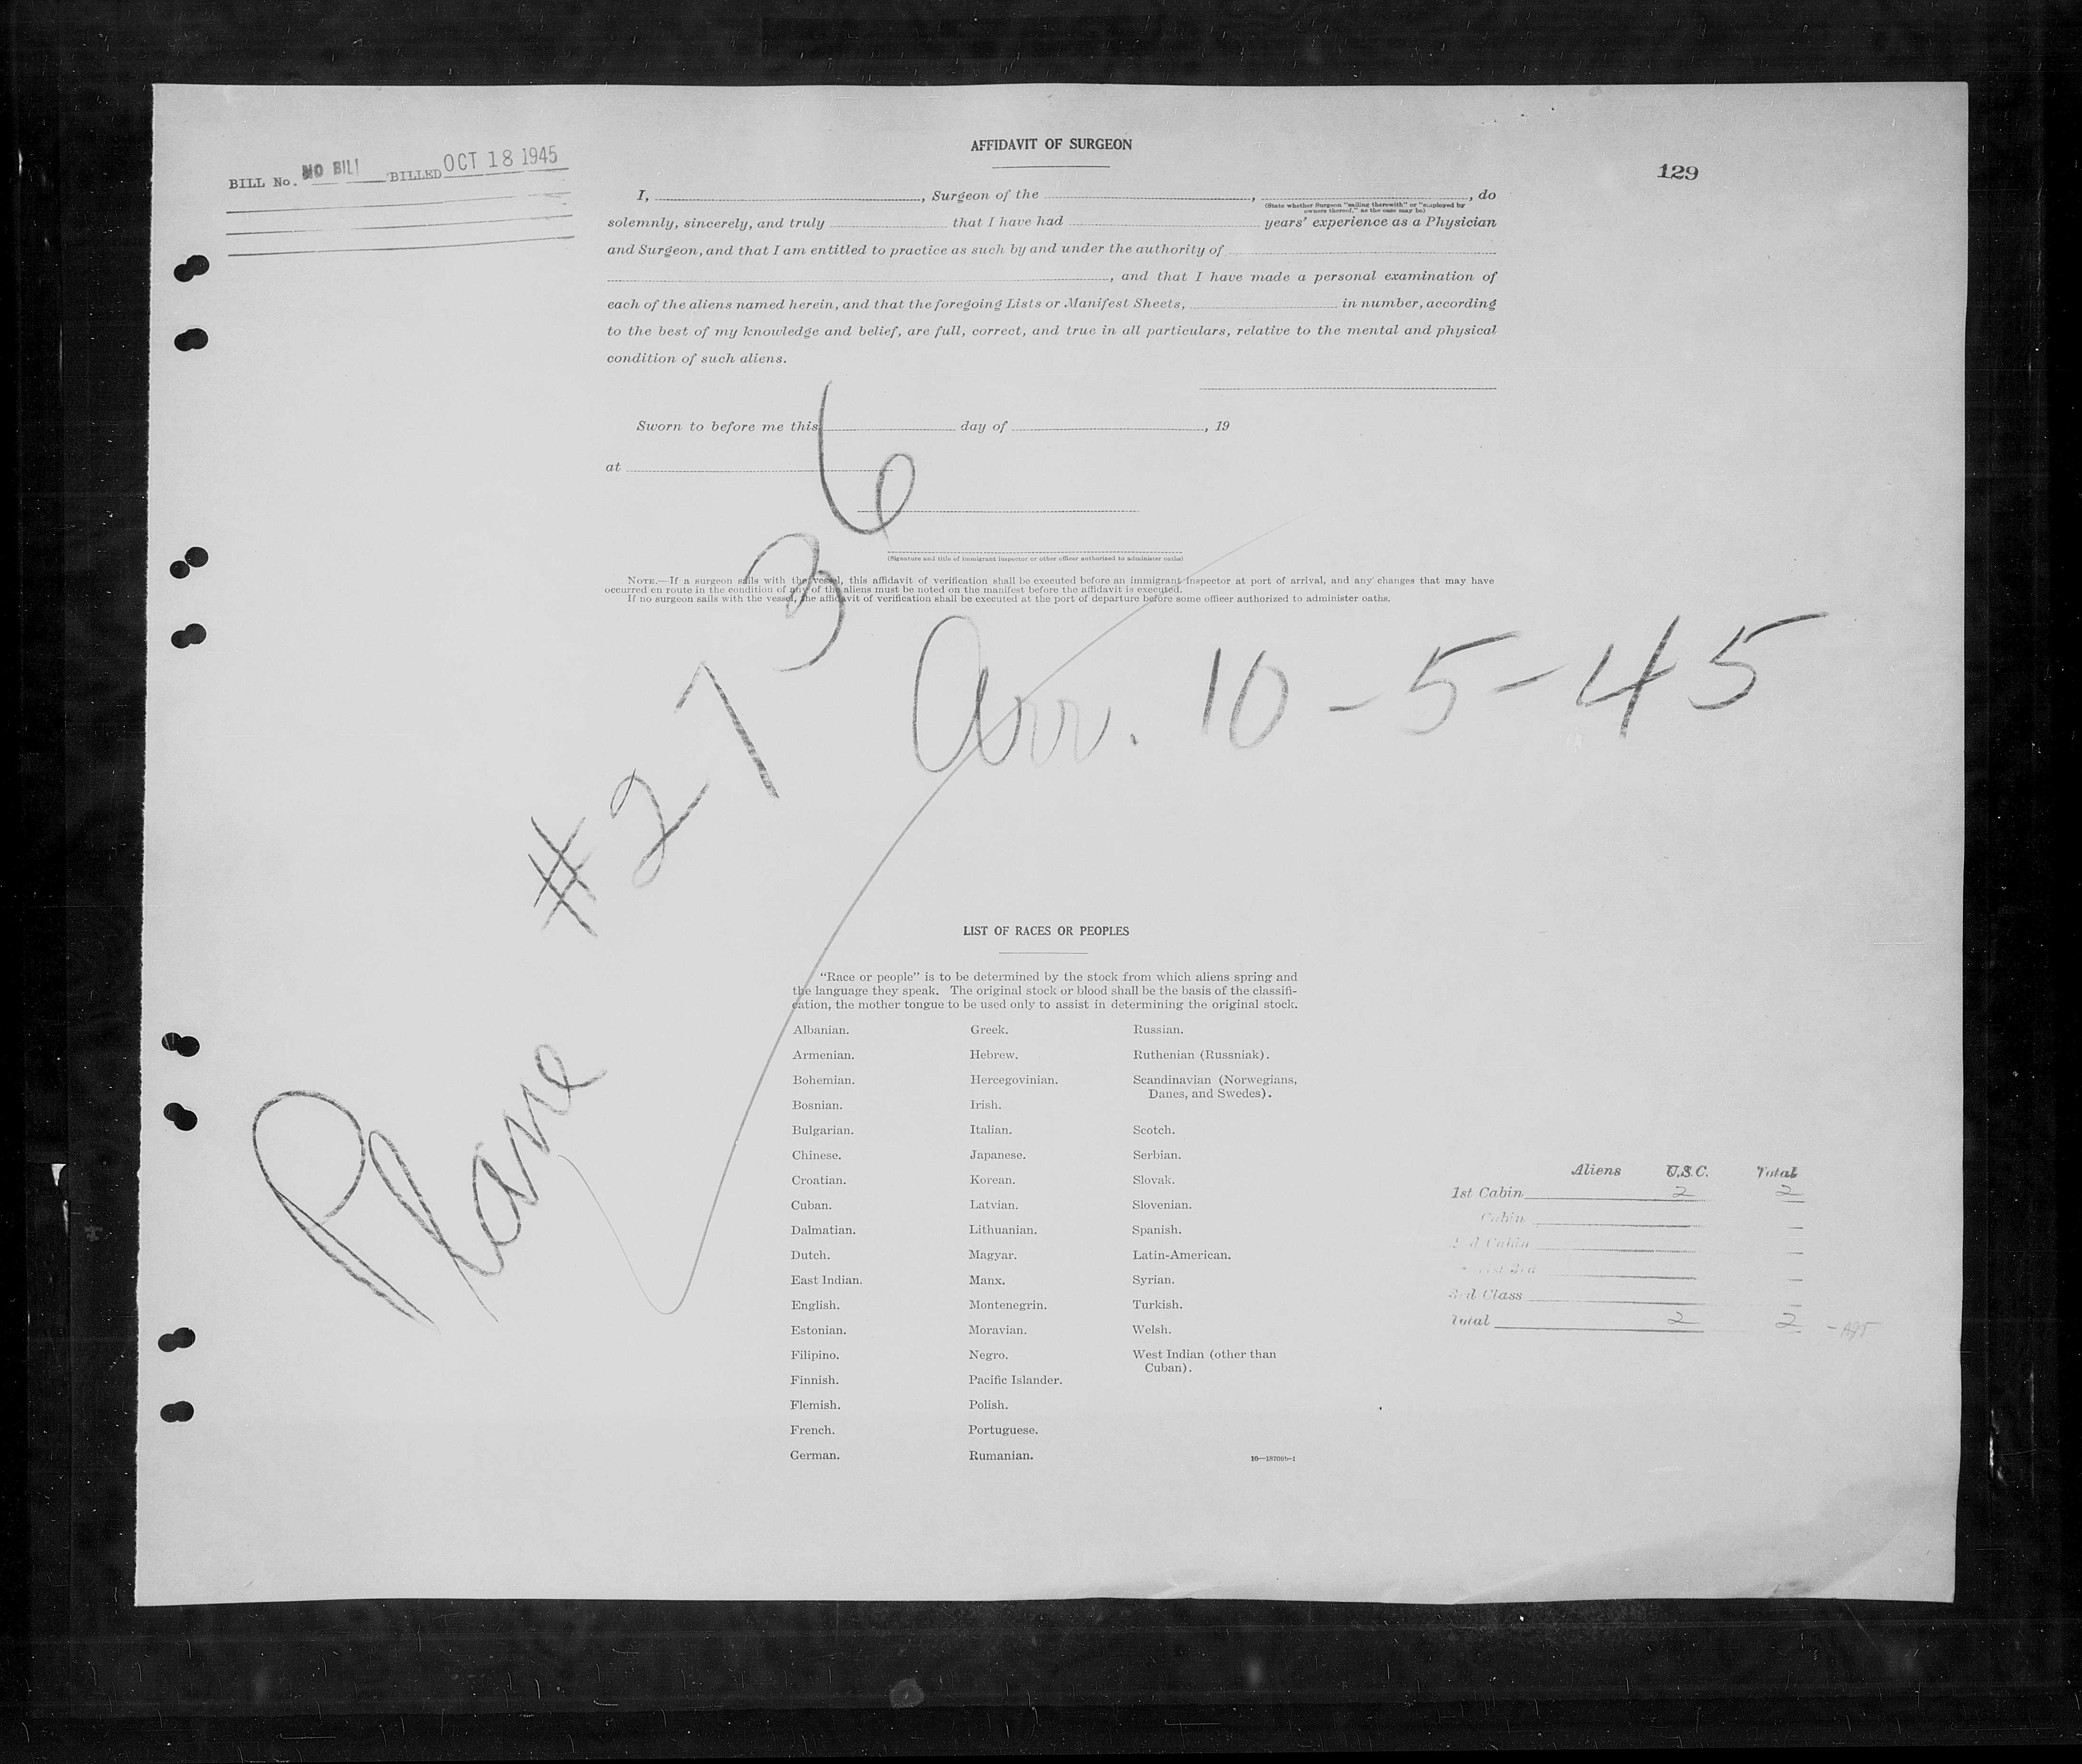 AFFIDAVIT OF SURGEON
129
BILL No. NO BILL BILLED OCT 18 1945
I, , Surgeon of the , , do
(State whether Surgeon "sailing therewith" or "employed by
owners thereof," as the case may be)
solemnly, sincerely, and truly that I have had years' experience as a Physician
and Surgeon, and that I am entitled to practice as such by and under the authority of
, and that I have made a personal examination of
each of the aliens named herein, and that the foregoing Lists or Manifest Sheets, in number, according
to the best of my knowledge and belief, are full, correct, and true in all particulars, relative to the mental and physical
condition of such aliens.
Sworn to before me this day of , 19
at
(Signature and title of immigrant inspector or other officer authorized to administer oaths)
NOTE.—If a surgeon sails with the vessel, this affidavit of verification shall be executed before an immigrant inspector at port of arrival, and any changes that may have
occurred en route in the condition of any of the aliens must be noted on the manifest before the affidavit is executed.
If no surgeon sails with the vessel, the affidavit of verification shall be executed at the port of departure before some officer authorized to administer oaths.
Plane #2736
Arr. 10-5-45
LIST OF RACES OR PEOPLES
"Race or people" is to be determined by the stock from which aliens spring and
the language they speak. The original stock or blood shall be the basis of the classifi-
cation, the mother tongue to be used only to assist in determining the original stock.
Albanian.
Armenian.
Bohemian.
Bosnian.
Bulgarian.
Chinese.
Croatian.
Cuban.
Dalmatian.
Dutch.
East Indian.
English.
Estonian.
Filipino.
Finnish.
Flemish.
French.
German.
Greek.
Hebrew.
Hercegovinian.
Irish.
Italian.
Japanese.
Korean.
Latvian.
Lithuanian.
Magyar.
Manx.
Montenegrin.
Moravian.
Negro.
Pacific Islander.
Polish.
Portuguese.
Rumanian.
Russian.
Ruthenian (Russniak).
Scandinavian (Norwegians,
Danes, and Swedes).
Scotch.
Serbian.
Slovak.
Slovenian.
Spanish.
Latin-American.
Syrian.
Turkish.
Welsh.
West Indian (other than
Cuban).
Aliens U.S.C. Total
1st Cabin 2 2
Cabin —
Cabin —
—
3rd Class —
Total 2 2